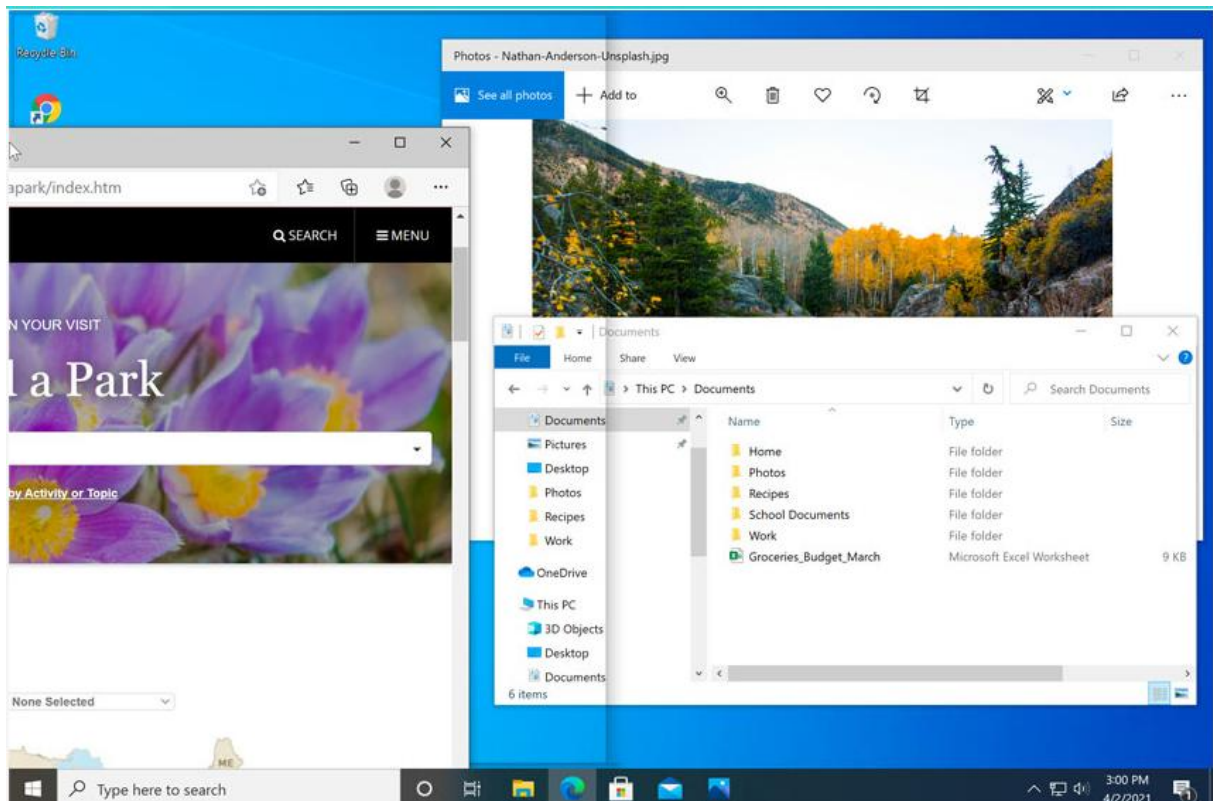 Recycle Bin
Photos - Nathan-Anderson-Unsplash.jpg
See all photos
Add to
apark/index.htm
SEARCH
MENU
N YOUR VISIT
l a Park
by Activity or Topic
None Selected
ME
Documents
File Home Share View
This PC > Documents
Search Documents
Documents
Pictures
Desktop
Photos
Recipes
Work
OneDrive
This PC
3D Objects
Desktop
Documents
Name Type Size
Home File folder
Photos File folder
Recipes File folder
School Documents File folder
Work File folder
Groceries_Budget_March Microsoft Excel Worksheet 9 KB
6 items
Type here to search
3:00 PM
4/2/2021